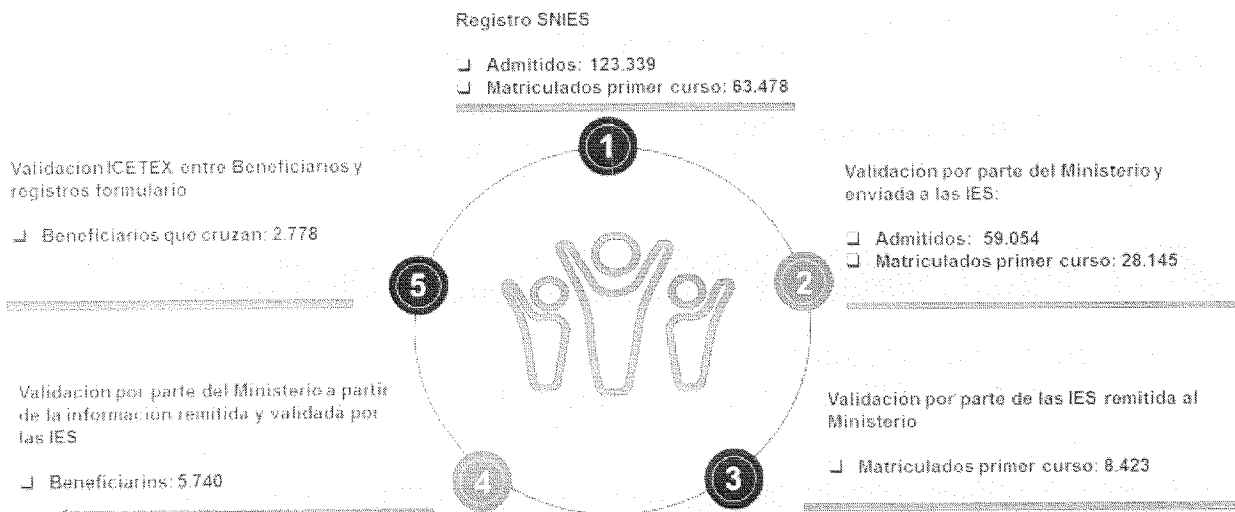 Registro SNIES
Admitidos: 123.339
Matriculados primer curso: 63.478
1
Validación por parte del Ministerio y
enviada a las IES:
Admitidos: 59.054
Matriculados primer curso: 28.145
2
Validación por parte de las IES remitida al
Ministerio
Matriculados primer curso: 8.423
3
Validacion por parte del Ministerio a partir
de la información remitida y validada por
las IES
Beneficiarios: 5.740
4
Validacion ICETEX entre Beneficiarios y
registros formulario
Beneficiarios que cruzan: 2.778
5